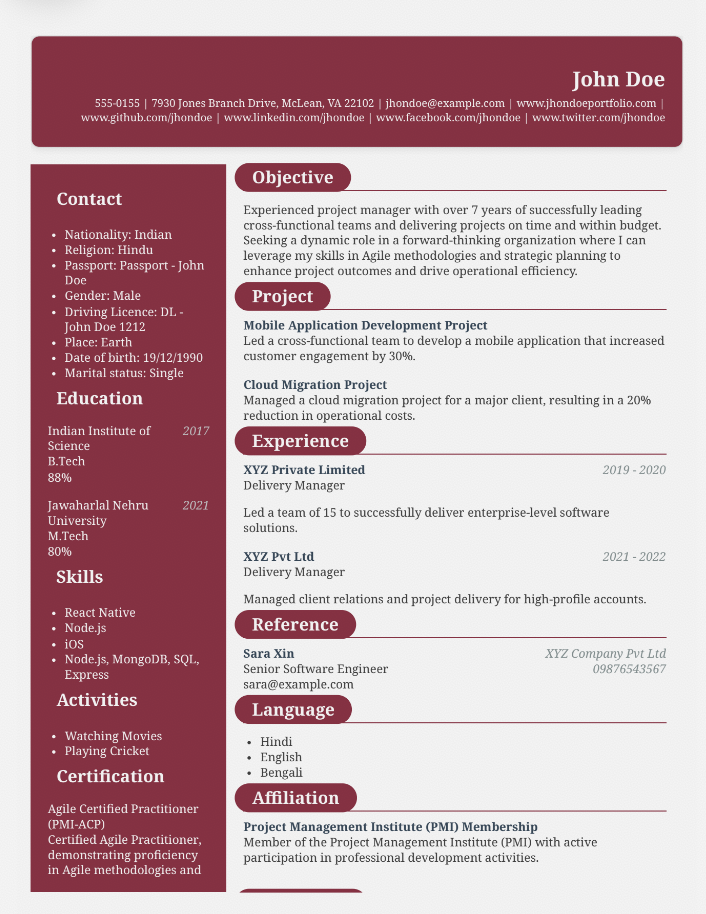 John Doe
555-0155 | 7930 Jones Branch Drive, McLean, VA 22102 | jhondoe@example.com | www.jhondoeportfolio.com |
www.github.com/jhondoe | www.linkedin.com/jhondoe | www.facebook.com/jhondoe | www.twitter.com/jhondoe
Contact
• Nationality: Indian
• Religion: Hindu
• Passport: Passport - John
Doe
• Gender: Male
• Driving Licence: DL -
John Doe 1212
• Place: Earth
• Date of birth: 19/12/1990
• Marital status: Single
Education
Indian Institute of 2017
Science
B.Tech
88%
Jawaharlal Nehru 2021
University
M.Tech
80%
Skills
• React Native
• Node.js
• iOS
• Node.js, MongoDB, SQL,
Express
Activities
• Watching Movies
• Playing Cricket
Certification
Agile Certified Practitioner
(PMI-ACP)
Certified Agile Practitioner,
demonstrating proficiency
in Agile methodologies and
Objective
Experienced project manager with over 7 years of successfully leading
cross-functional teams and delivering projects on time and within budget.
Seeking a dynamic role in a forward-thinking organization where I can
leverage my skills in Agile methodologies and strategic planning to
enhance project outcomes and drive operational efficiency.
Project
Mobile Application Development Project
Led a cross-functional team to develop a mobile application that increased
customer engagement by 30%.
Cloud Migration Project
Managed a cloud migration project for a major client, resulting in a 20%
reduction in operational costs.
Experience
XYZ Private Limited 2019 - 2020
Delivery Manager
Led a team of 15 to successfully deliver enterprise-level software
solutions.
XYZ Pvt Ltd 2021 - 2022
Delivery Manager
Managed client relations and project delivery for high-profile accounts.
Reference
Sara Xin XYZ Company Pvt Ltd
Senior Software Engineer 09876543567
sara@example.com
Language
• Hindi
• English
• Bengali
Affiliation
Project Management Institute (PMI) Membership
Member of the Project Management Institute (PMI) with active
participation in professional development activities.